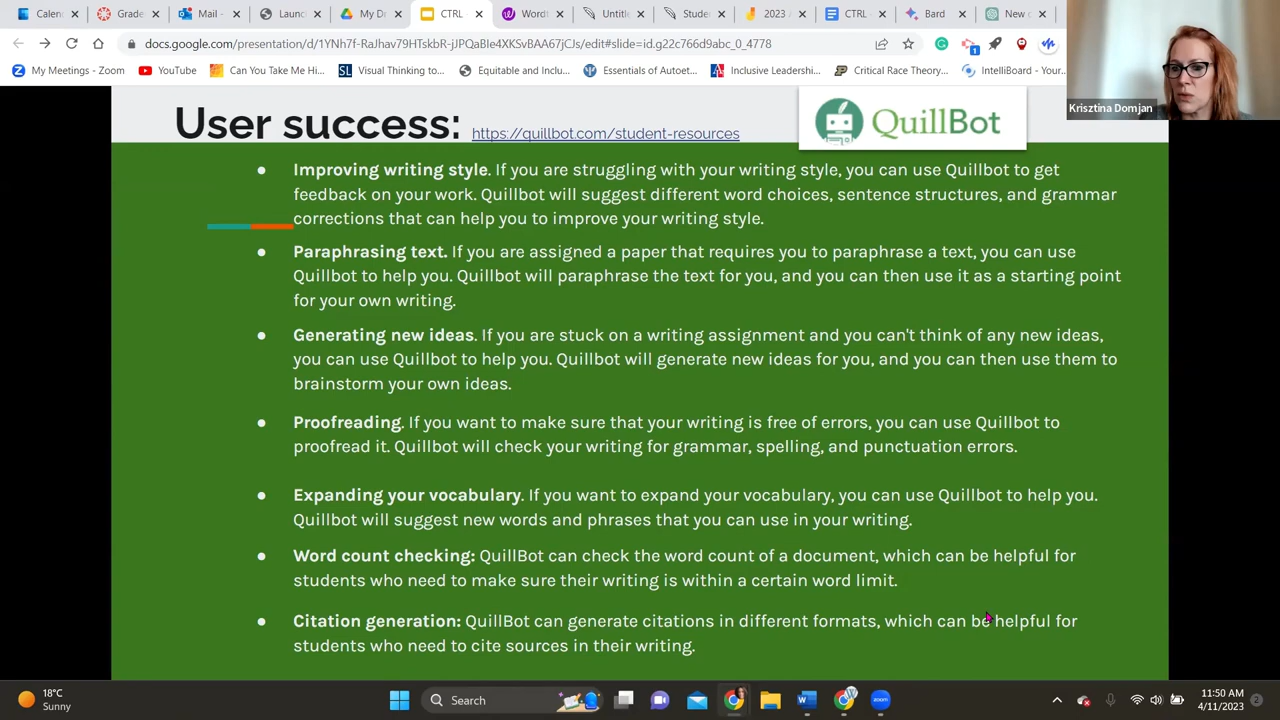 Calen
Grade
Mail -
Launc
My Dr
CTRL -
Wordt
Untitle
Studer
2023 A
CTRL -
Bard
New c
docs.google.com/presentation/d/1YNh7f-RaJhav79HTskbR-jJPQaBIe4XKSvBAA67jCJs/edit#slide=id.g22c766d9abc_0_4778
My Meetings - Zoom
YouTube
Can You Take Me Hi...
Visual Thinking to...
Equitable and Inclu...
Essentials of Autoet...
Inclusive Leadershi...
Critical Race Theory...
IntelliBoard - Your...
Krisztina Domjan
User success: https://quillbot.com/student-resources
QuillBot
● Improving writing style. If you are struggling with your writing style, you can use Quillbot to get
feedback on your work. Quillbot will suggest different word choices, sentence structures, and grammar
corrections that can help you to improve your writing style.
● Paraphrasing text. If you are assigned a paper that requires you to paraphrase a text, you can use
Quillbot to help you. Quillbot will paraphrase the text for you, and you can then use it as a starting point
for your own writing.
● Generating new ideas. If you are stuck on a writing assignment and you can't think of any new ideas,
you can use Quillbot to help you. Quillbot will generate new ideas for you, and you can then use them to
brainstorm your own ideas.
● Proofreading. If you want to make sure that your writing is free of errors, you can use Quillbot to
proofread it. Quillbot will check your writing for grammar, spelling, and punctuation errors.
● Expanding your vocabulary. If you want to expand your vocabulary, you can use Quillbot to help you.
Quillbot will suggest new words and phrases that you can use in your writing.
● Word count checking: QuillBot can check the word count of a document, which can be helpful for
students who need to make sure their writing is within a certain word limit.
● Citation generation: QuillBot can generate citations in different formats, which can be helpful for
students who need to cite sources in their writing.
18°C
Sunny
Search
11:50 AM
4/11/2023